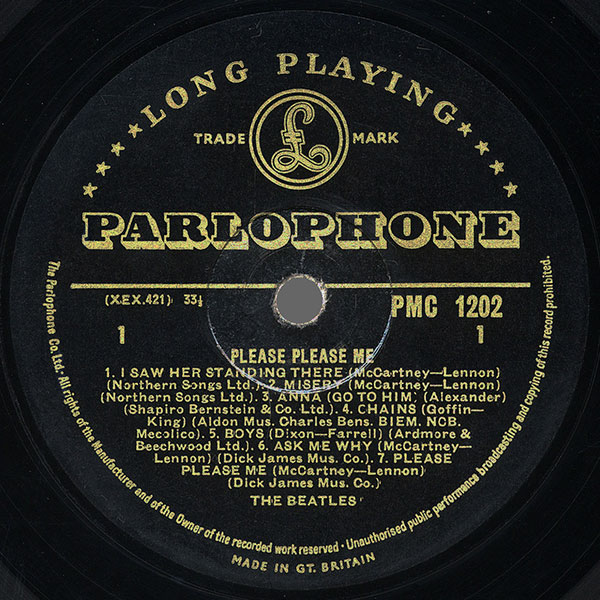 LONG PLAYING
TRADE £ MARK
PARLOPHONE
(XEX.421) 33⅓
PMC 1202
1
1
PLEASE PLEASE ME
1. I SAW HER STANDING THERE (McCartney—Lennon)
(Northern Songs Ltd.). 2. MISERY (McCartney—Lennon)
(Northern Songs Ltd.). 3. ANNA (GO TO HIM) (Alexander)
(Shapiro Bernstein & Co. Ltd.) 4. CHAINS (Goffin—
King) (Aldon Mus. Charles Bens. BIEM. NCB.
Mecolico). 5. BOYS (Dixon—Farrell) (Ardmore &
Beechwood Ltd.). 6. ASK ME WHY (McCartney—
Lennon) (Dick James Mus. Co.). 7. PLEASE
PLEASE ME (McCartney—Lennon)
(Dick James Mus. Co.)
THE BEATLES
The Parlophone Co. Ltd. · All rights of the Manufacturer and of the Owner of the recorded work reserved · Unauthorised public performance broadcasting and copying of this record prohibited.
MADE IN GT. BRITAIN